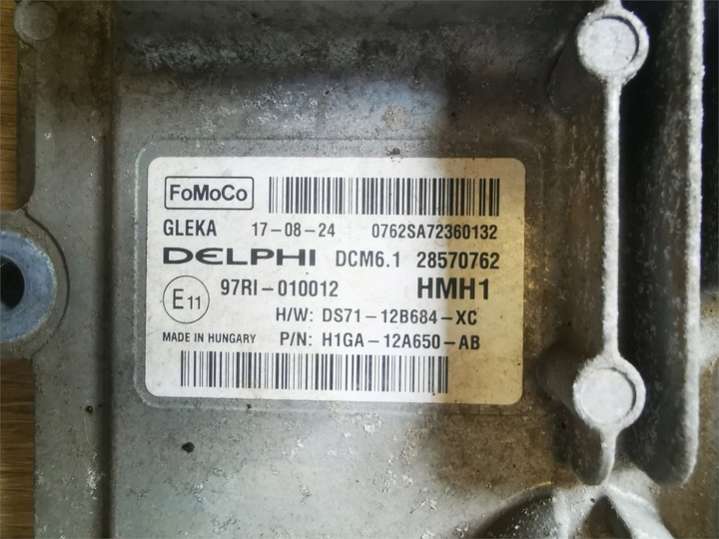 FoMoCo
GLEKA 17-08-24 0762SA72360132
DELPHI DCM6.1 28570762
E11 97RI-010012 HMH1
H/W: DS71-12B684-XC
MADE IN HUNGARY P/N: H1GA-12A650-AB